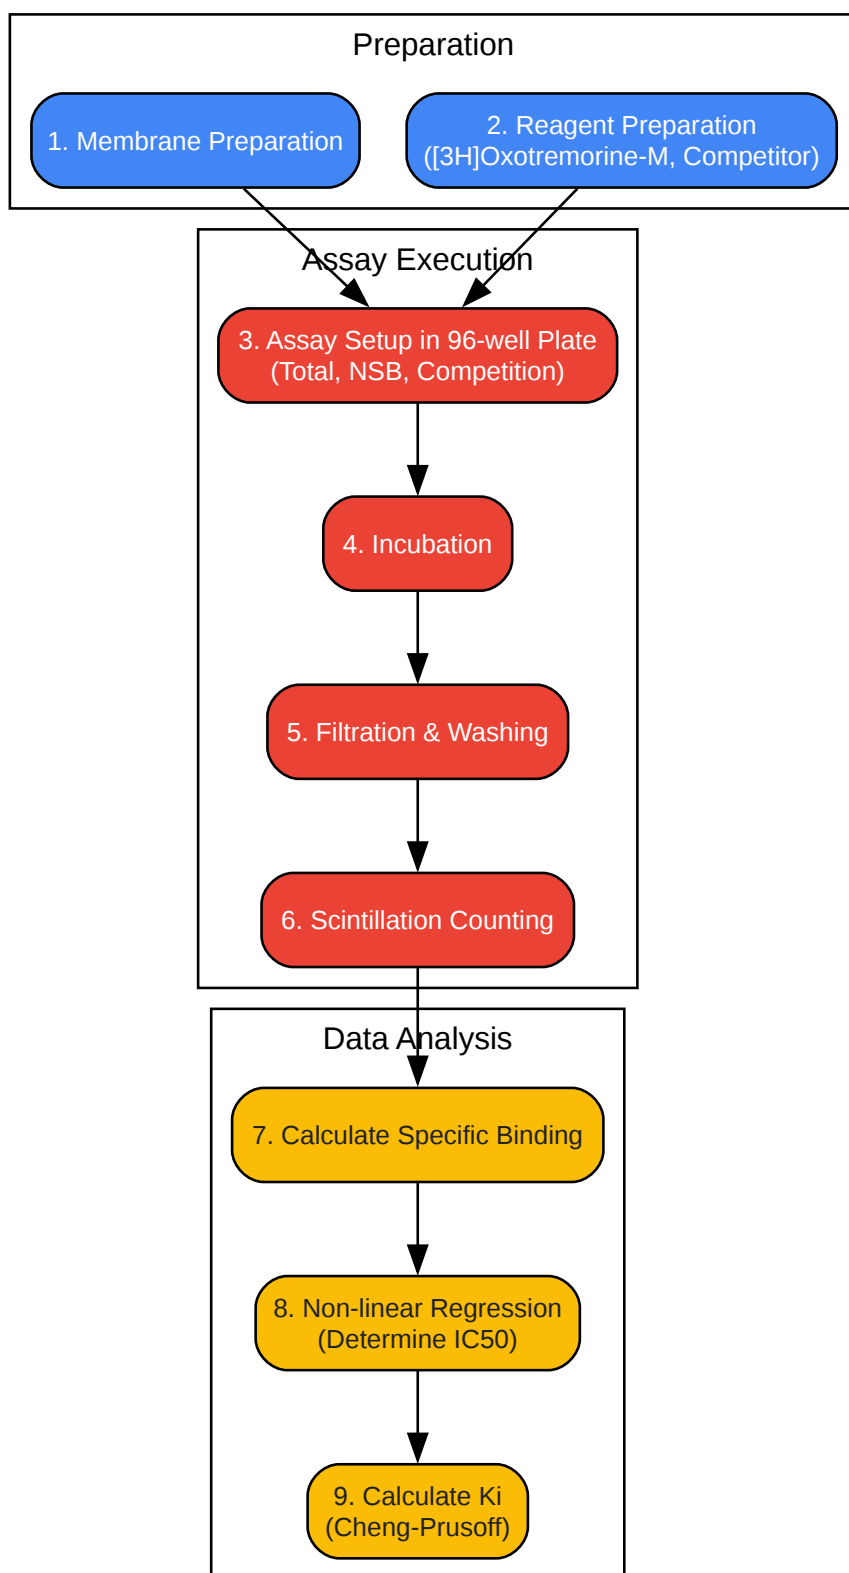 Preparation
1. Membrane Preparation
2. Reagent Preparation
([3H]Oxotremorine-M, Competitor)
Assay Execution
3. Assay Setup in 96-well Plate
(Total, NSB, Competition)
4. Incubation
5. Filtration & Washing
6. Scintillation Counting
Data Analysis
7. Calculate Specific Binding
8. Non-linear Regression
(Determine IC50)
9. Calculate Ki
(Cheng-Prusoff)